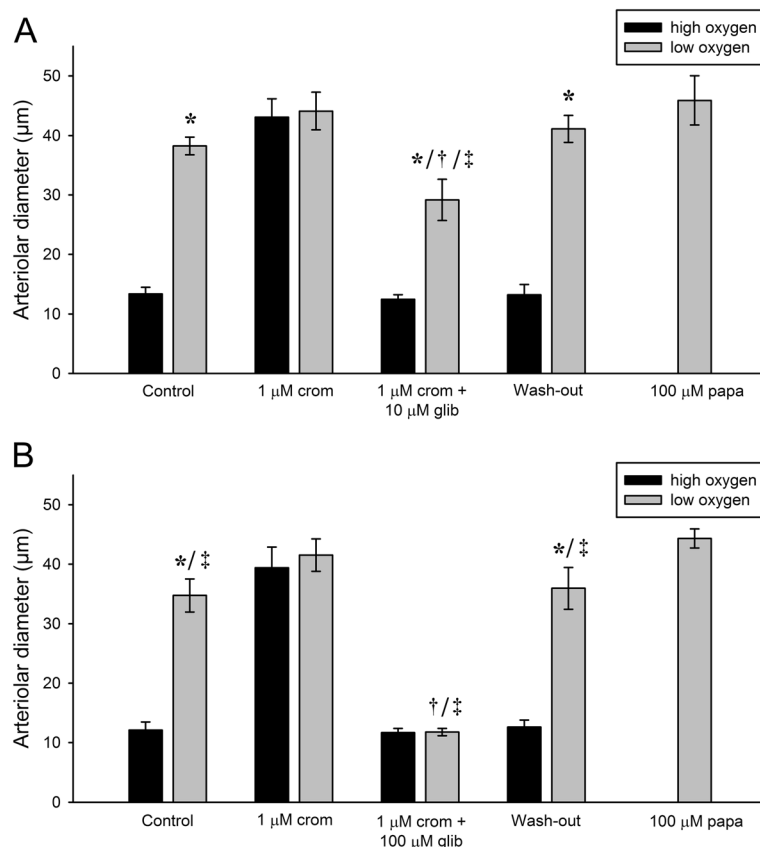 A
high oxygen
low oxygen
Arteriolar diameter (µm)
50
40
30
20
10
0
*
*/†/‡
*
Control
1 µM crom
1 µM crom +
10 µM glib
Wash-out
100 µM papa
B
high oxygen
low oxygen
Arteriolar diameter (µm)
50
40
30
20
10
0
*/‡
†/‡
*/‡
Control
1 µM crom
1 µM crom +
100 µM glib
Wash-out
100 µM papa